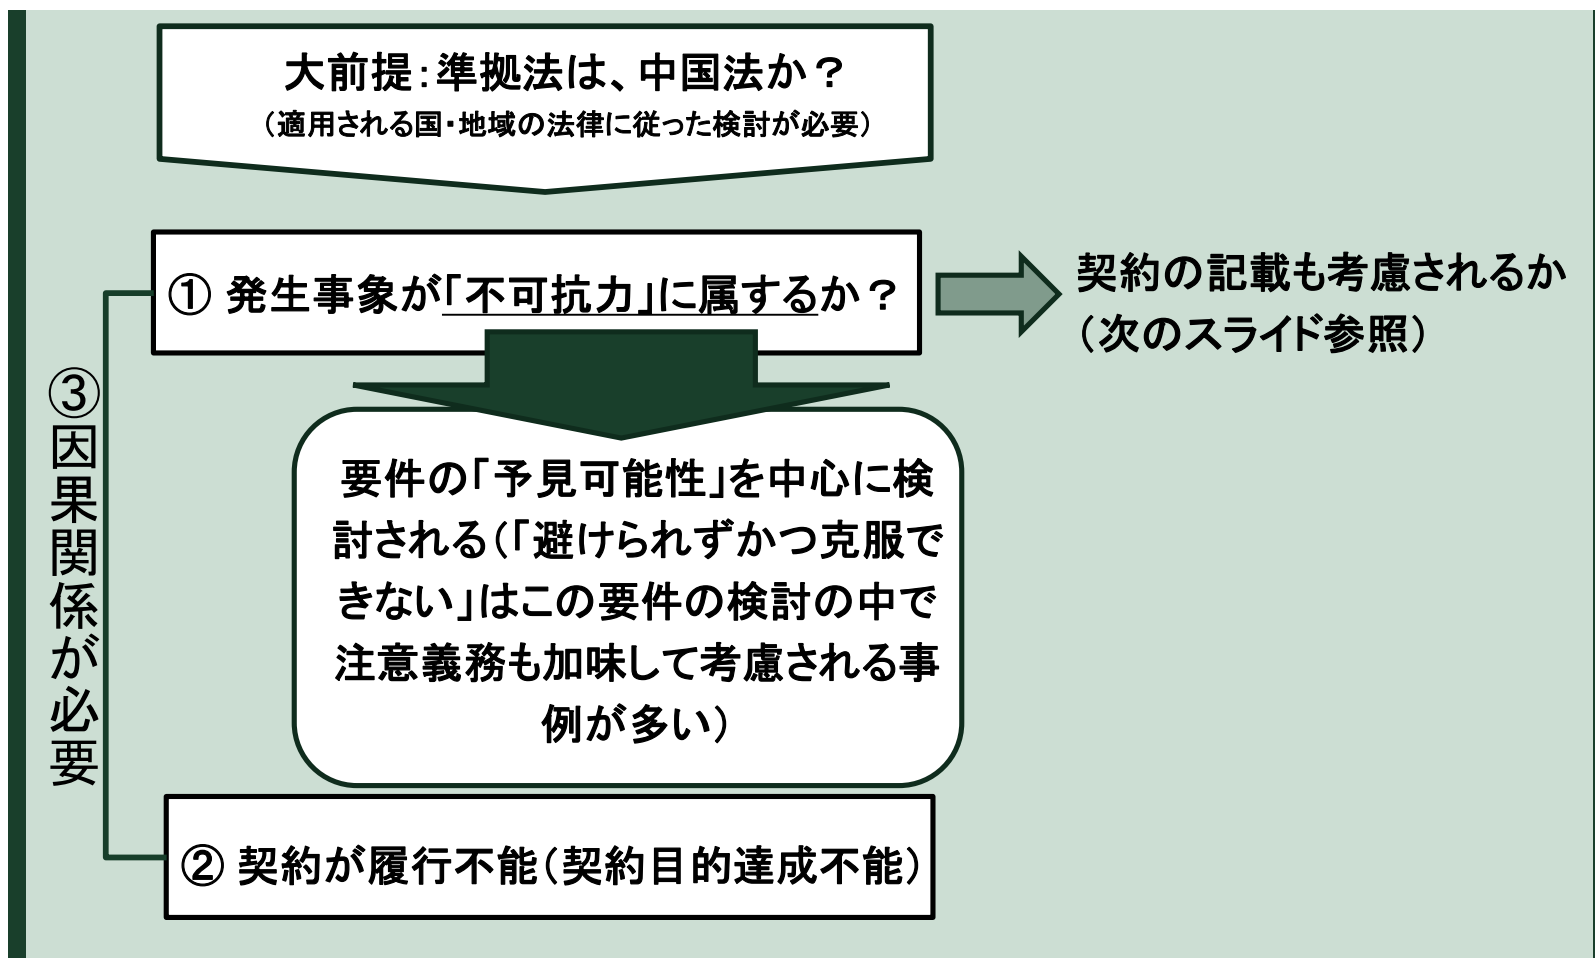 大前提：準拠法は、中国法か？
（適用される国・地域の法律に従った検討が必要）
① 発生事象が「不可抗力」に属するか？
契約の記載も考慮されるか
（次のスライド参照）
③因果関係が必要
要件の「予見可能性」を中心に検
討される（「避けられずかつ克服で
きない」はこの要件の検討の中で
注意義務も加味して考慮される事
例が多い）
② 契約が履行不能（契約目的達成不能）